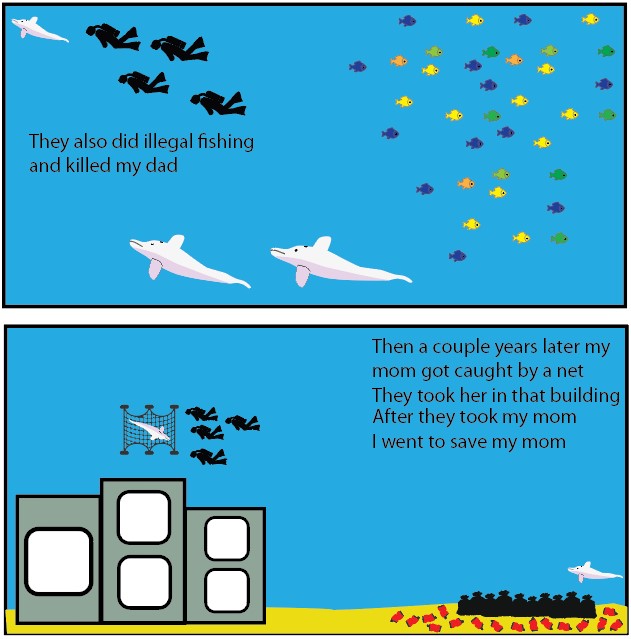 They also did illegal fishing
and killed my dad
Then a couple years later my
mom got caught by a net
They took her in that building
After they took my mom
I went to save my mom